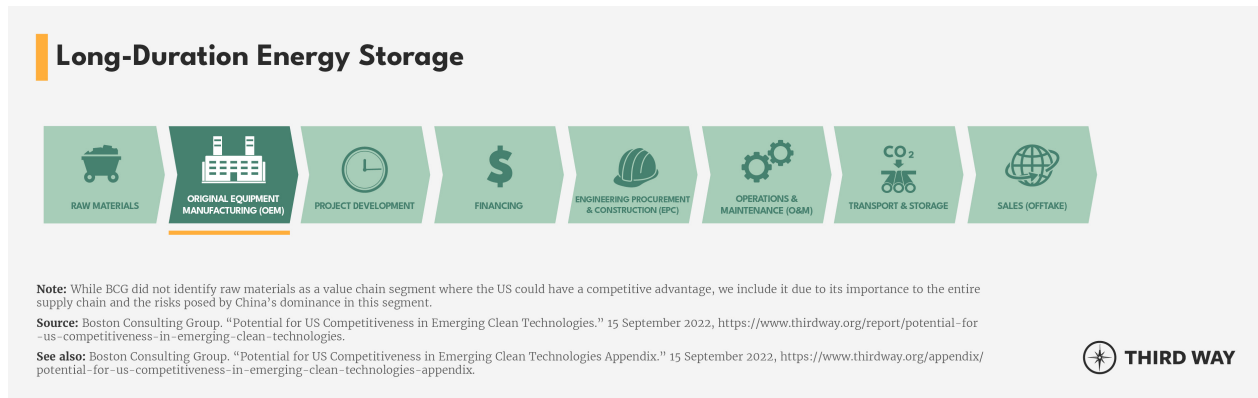 Long-Duration Energy Storage
RAW MATERIALS
ORIGINAL EQUIPMENT
MANUFACTURING (OEM)
PROJECT DEVELOPMENT
$
FINANCING
ENGINEERING PROCUREMENT
& CONSTRUCTION (EPC)
OPERATIONS &
MAINTENANCE (O&M)
CO₂
TRANSPORT & STORAGE
SALES (OFFTAKE)
Note: While BCG did not identify raw materials as a value chain segment where the US could have a competitive advantage, we include it due to its importance to the entire
supply chain and the risks posed by China's dominance in this segment.
Source: Boston Consulting Group. “Potential for US Competitiveness in Emerging Clean Technologies.” 15 September 2022, https://www.thirdway.org/report/potential-for
-us-competitiveness-in-emerging-clean-technologies.
See also: Boston Consulting Group. “Potential for US Competitiveness in Emerging Clean Technologies Appendix.” 15 September 2022, https://www.thirdway.org/appendix/
potential-for-us-competitiveness-in-emerging-clean-technologies-appendix.
THIRD WAY